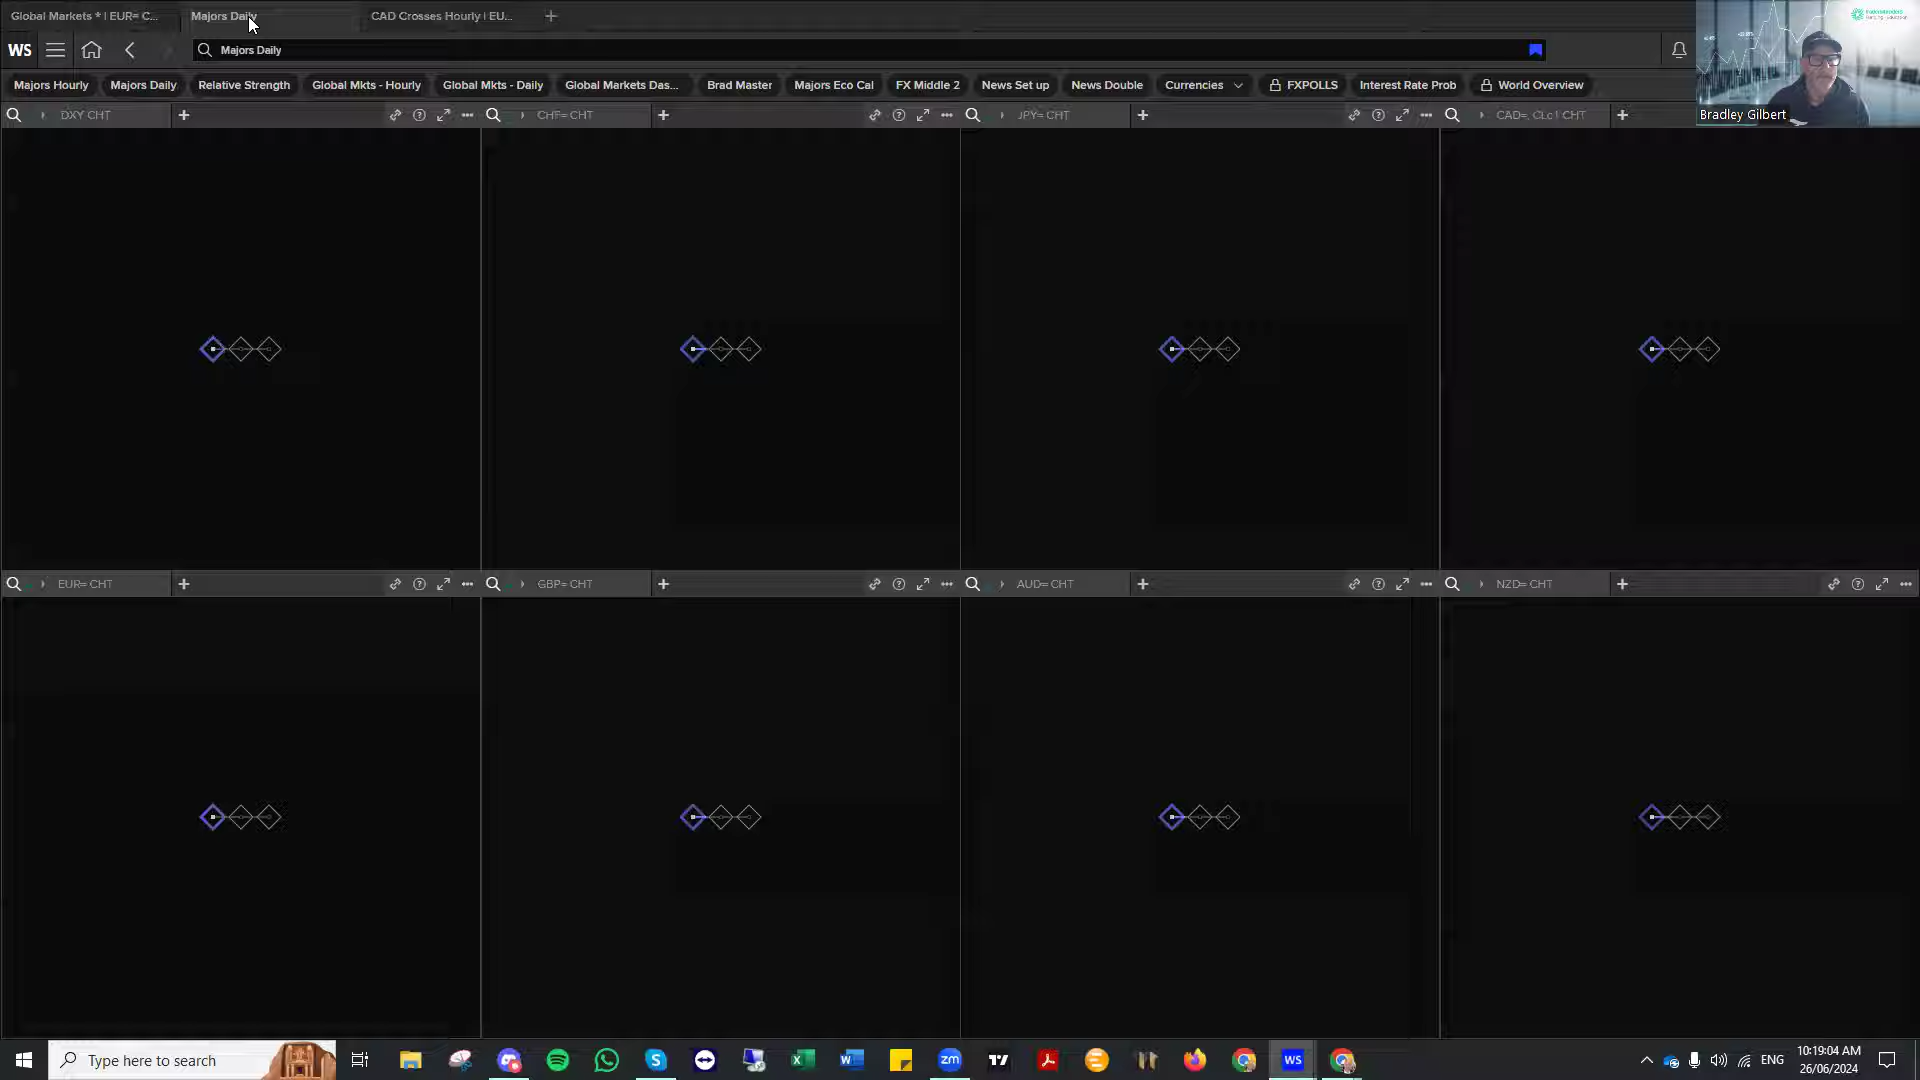 Global Markets * | EUR= C...
Majors Daily
CAD Crosses Hourly | EU...
WS
Majors Daily
Majors Hourly
Majors Daily
Relative Strength
Global Mkts - Hourly
Global Mkts - Daily
Global Markets Das...
Brad Master
Majors Eco Cal
FX Middle 2
News Set up
News Double
Currencies
FXPOLLS
Interest Rate Prob
World Overview
Bradley Gilbert
DXY CHT
CHF= CHT
JPY= CHT
CAD=, CLc1 CHT
EUR= CHT
GBP= CHT
AUD= CHT
NZD= CHT
Type here to search
zm
WS
ENG
10:19:04 AM
26/06/2024